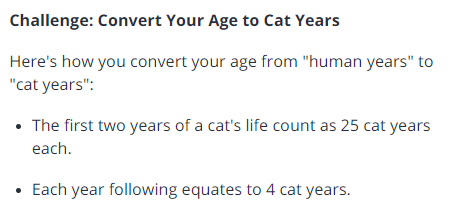 Challenge: Convert Your Age to Cat Years
Here's how you convert your age from "human years" to
"cat years":
• The first two years of a cat's life count as 25 cat years
each.
• Each year following equates to 4 cat years.